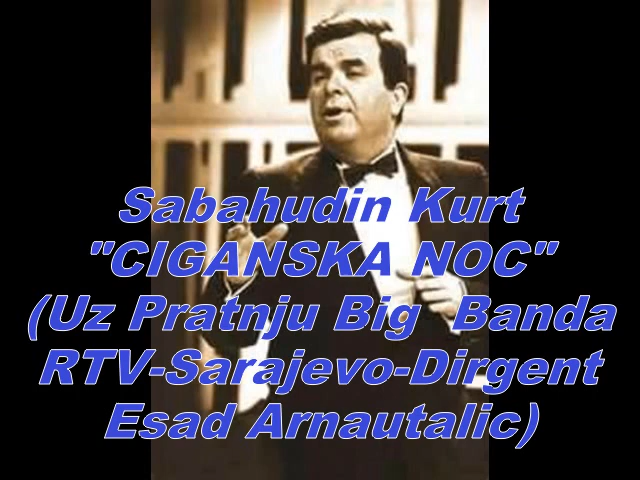 Sabahudin Kurt
"CIGANSKA NOC"
(Uz Pratnju Big Banda
RTV-Sarajevo-Dirgent
Esad Arnautalic)